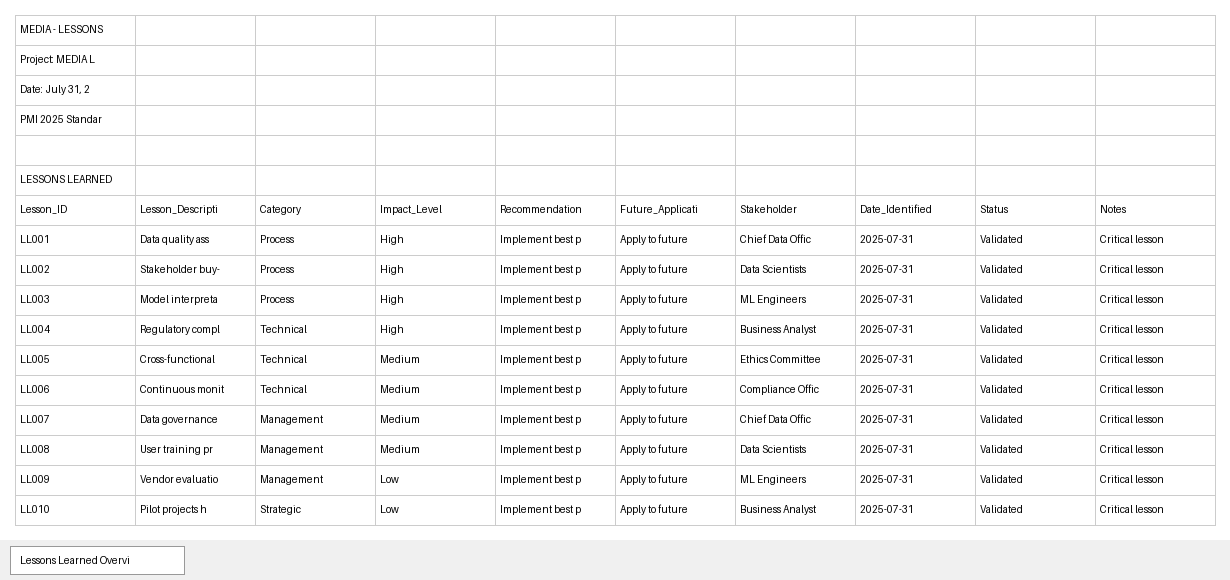 MEDIA - LESSONS
Project: MEDIA L
Date: July 31, 2
PMI 2025 Standar
LESSONS LEARNED
Lesson_ID Lesson_Descripti Category Impact_Level Recommendation Future_Applicati Stakeholder Date_Identified Status Notes
LL001 Data quality ass Process High Implement best p Apply to future Chief Data Offic 2025-07-31 Validated Critical lesson
LL002 Stakeholder buy- Process High Implement best p Apply to future Data Scientists 2025-07-31 Validated Critical lesson
LL003 Model interpreta Process High Implement best p Apply to future ML Engineers 2025-07-31 Validated Critical lesson
LL004 Regulatory compl Technical High Implement best p Apply to future Business Analyst 2025-07-31 Validated Critical lesson
LL005 Cross-functional Technical Medium Implement best p Apply to future Ethics Committee 2025-07-31 Validated Critical lesson
LL006 Continuous monit Technical Medium Implement best p Apply to future Compliance Offic 2025-07-31 Validated Critical lesson
LL007 Data governance Management Medium Implement best p Apply to future Chief Data Offic 2025-07-31 Validated Critical lesson
LL008 User training pr Management Medium Implement best p Apply to future Data Scientists 2025-07-31 Validated Critical lesson
LL009 Vendor evaluatio Management Low Implement best p Apply to future ML Engineers 2025-07-31 Validated Critical lesson
LL010 Pilot projects h Strategic Low Implement best p Apply to future Business Analyst 2025-07-31 Validated Critical lesson
Lessons Learned Overvi